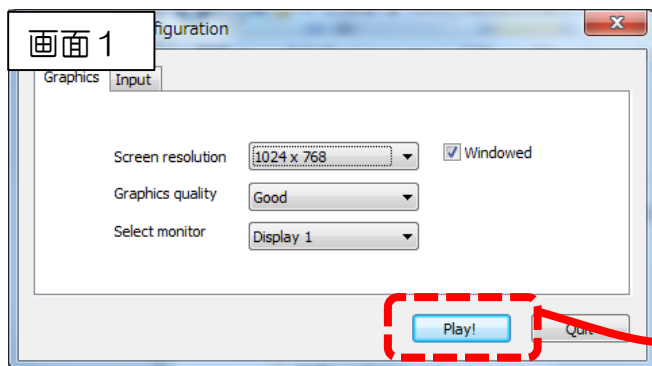 画面1
figuration
Graphics Input
Screen resolution 1024 x 768 Windowed
Graphics quality Good
Select monitor Display 1
Play! Quit